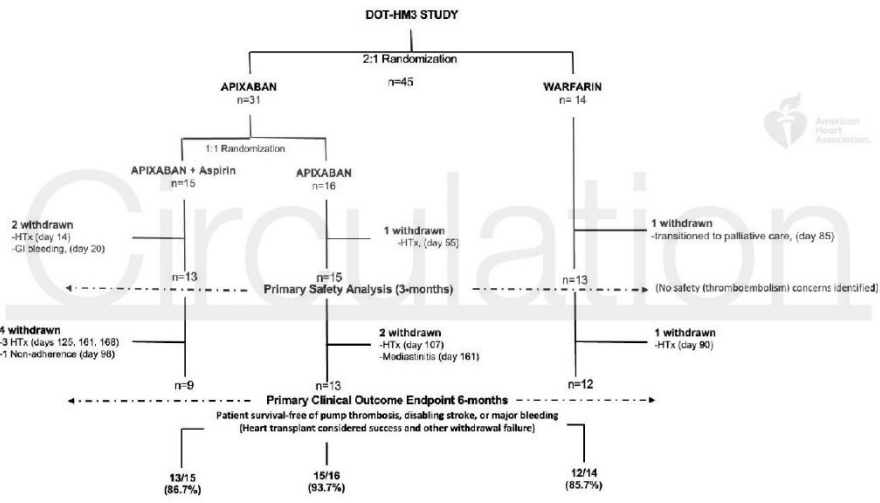 DOT-HM3 STUDY
2:1 Randomization
n=45
APIXABAN
n=31
WARFARIN
n= 14
American
Heart
Association.
1:1 Randomization
APIXABAN + Aspirin
n=15
APIXABAN
n=16
Circulation
2 withdrawn
-HTx (day 14)
-GI bleeding, (day 20)
1 withdrawn
-HTx, (day 55)
1 withdrawn
-transitioned to palliative care, (day 85)
n=13
n=15
n=13
Primary Safety Analysis (3-months)
(No safety (thromboembolism) concerns identified)
4 withdrawn
-3 HTx (days 125, 161, 168)
-1 Non-adherence (day 98)
2 withdrawn
-HTx (day 107)
-Mediastinitis (day 161)
1 withdrawn
-HTx (day 90)
n=9
n=13
n=12
Primary Clinical Outcome Endpoint 6-months
Patient survival-free of pump thrombosis, disabling stroke, or major bleeding
(Heart transplant considered success and other withdrawal failure)
13/15
(86.7%)
15/16
(93.7%)
12/14
(85.7%)